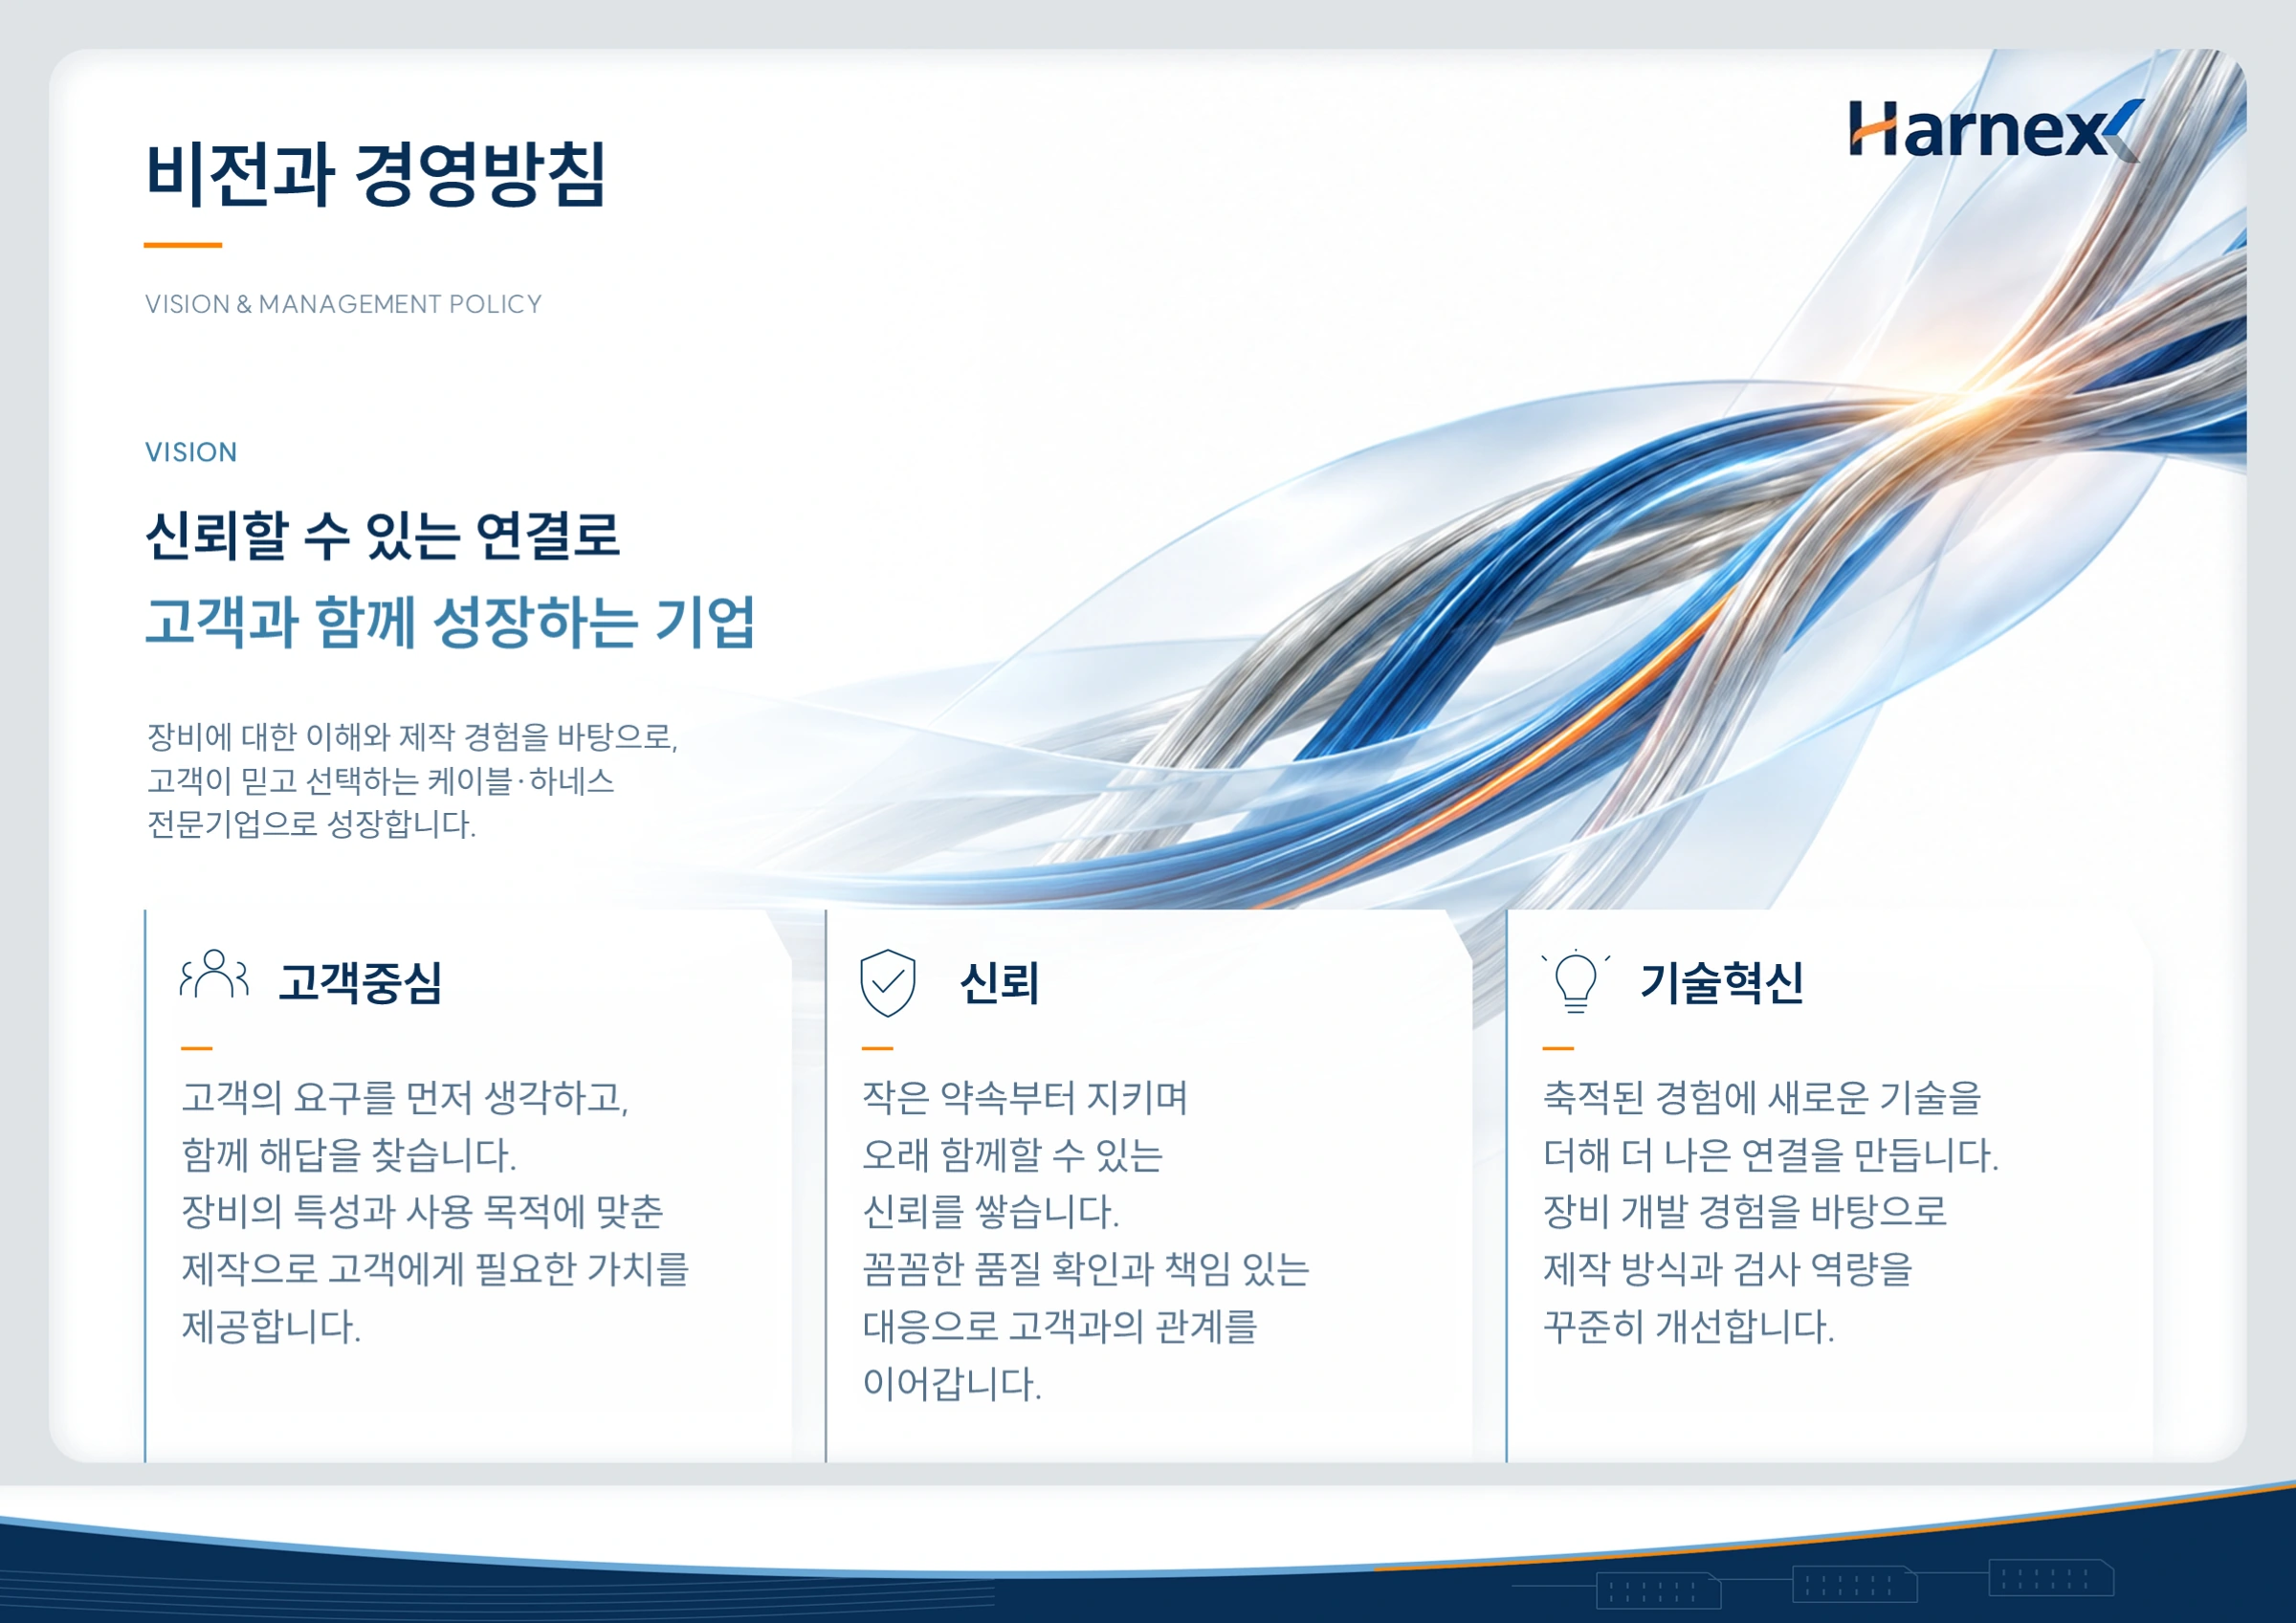 비전과 경영방침
Harnex
VISION & MANAGEMENT POLICY
VISION
신뢰할 수 있는 연결로
고객과 함께 성장하는 기업
장비에 대한 이해와 제작 경험을 바탕으로,
고객이 믿고 선택하는 케이블·하네스
전문기업으로 성장합니다.
고객중심
고객의 요구를 먼저 생각하고,
함께 해답을 찾습니다.
장비의 특성과 사용 목적에 맞춘
제작으로 고객에게 필요한 가치를
제공합니다.
신뢰
작은 약속부터 지키며
오래 함께할 수 있는
신뢰를 쌓습니다.
꼼꼼한 품질 확인과 책임 있는
대응으로 고객과의 관계를
이어갑니다.
기술혁신
축적된 경험에 새로운 기술을
더해 더 나은 연결을 만듭니다.
장비 개발 경험을 바탕으로
제작 방식과 검사 역량을
꾸준히 개선합니다.